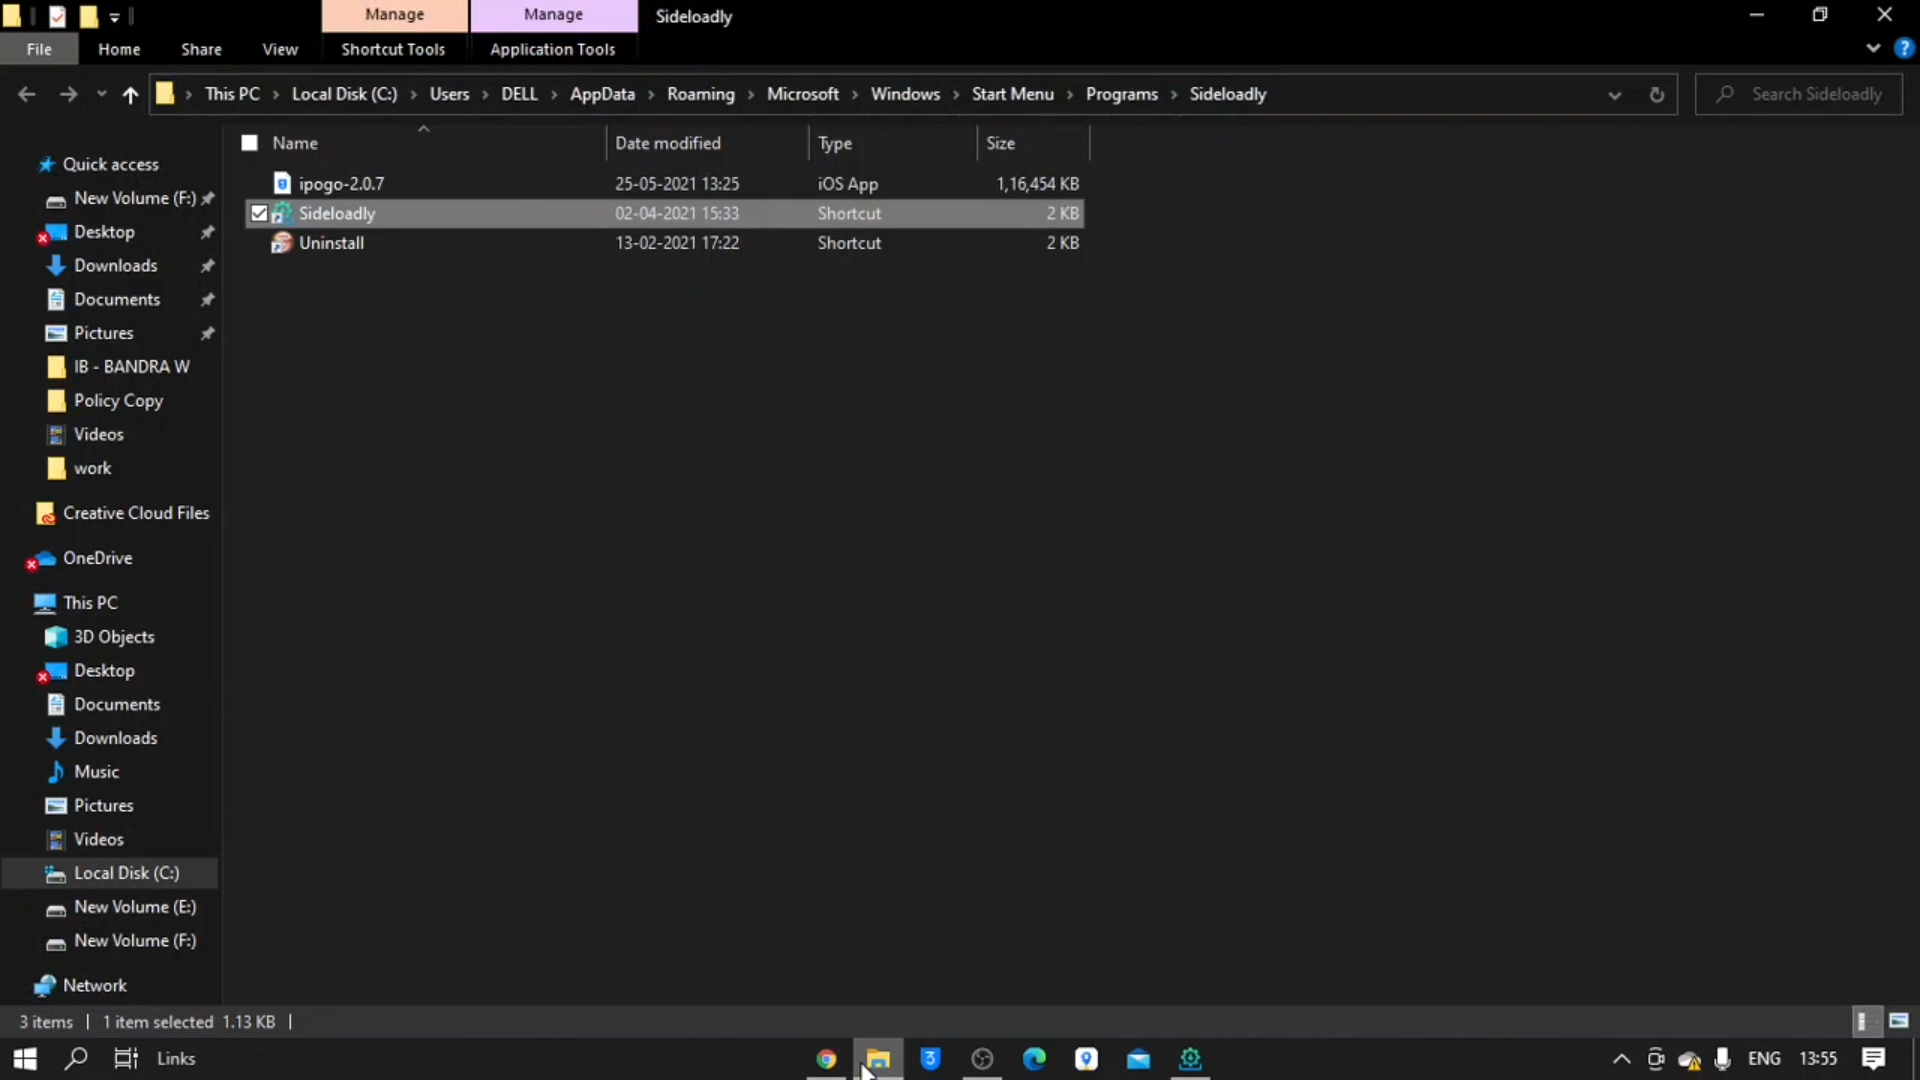 Manage
Manage
Sideloadly
File
Home
Share
View
Shortcut Tools
Application Tools
?
This PC › Local Disk (C:) › Users › DELL › AppData › Roaming › Microsoft › Windows › Start Menu › Programs › Sideloadly
Search Sideloadly
Name
Date modified
Type
Size
ipogo-2.0.7
25-05-2021 13:25
iOS App
1,16,454 KB
Sideloadly
02-04-2021 15:33
Shortcut
2 KB
Uninstall
13-02-2021 17:22
Shortcut
2 KB
Quick access
New Volume (F:)
Desktop
Downloads
Documents
Pictures
IB - BANDRA W
Policy Copy
Videos
work
Creative Cloud Files
OneDrive
This PC
3D Objects
Desktop
Documents
Downloads
Music
Pictures
Videos
Local Disk (C:)
New Volume (E:)
New Volume (F:)
Network
3 items
1 item selected 1.13 KB
Links
3
ENG
13:55